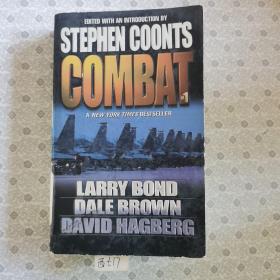 EDITED WITH AN INTRODUCTION BY
STEPHEN COONTS
COMBAT
#1
A NEW YORK TIMES BESTSELLER
LARRY BOND
DALE BROWN
DAVID HAGBERG